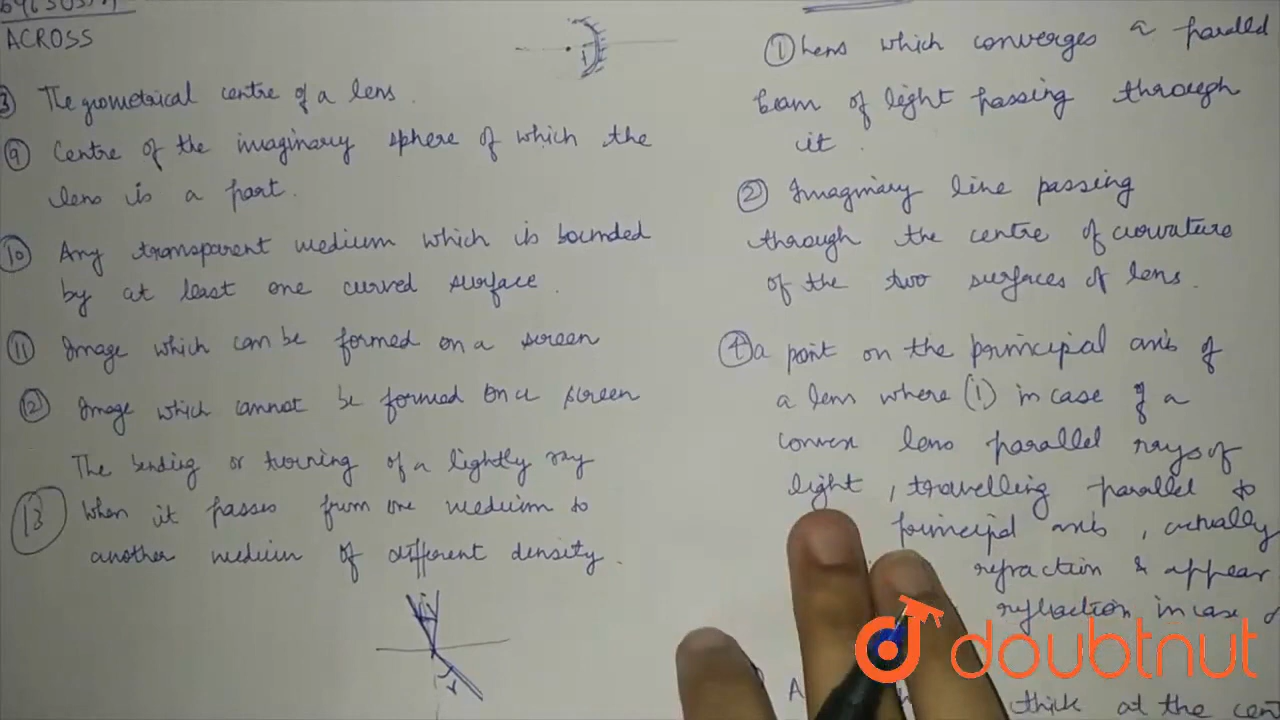 ACROSS
3 The geometrical centre of a lens.
9 Centre of the imaginary sphere of which the
lens is a part.
10 Any transparent medium which is bounded
by at least one curved surface.
11 Image which can be formed on a screen
12 Image which cannot be formed on a screen
The bending or turning of a lightly ray
13 when it passes from one medium to
another medium of different density.
i
r
1 Lens which converges a parallel
beam of light passing through
it.
2 Imaginary line passing
through the centre of curvature
of the two surfaces of lens.
4 a point on the principal axis of
a lens where (1) in case of a
convex lens parallel rays of
light, travelling parallel to
principal axis, actually
refraction & appear
refraction in case
A
thick at the cent
doubtnut